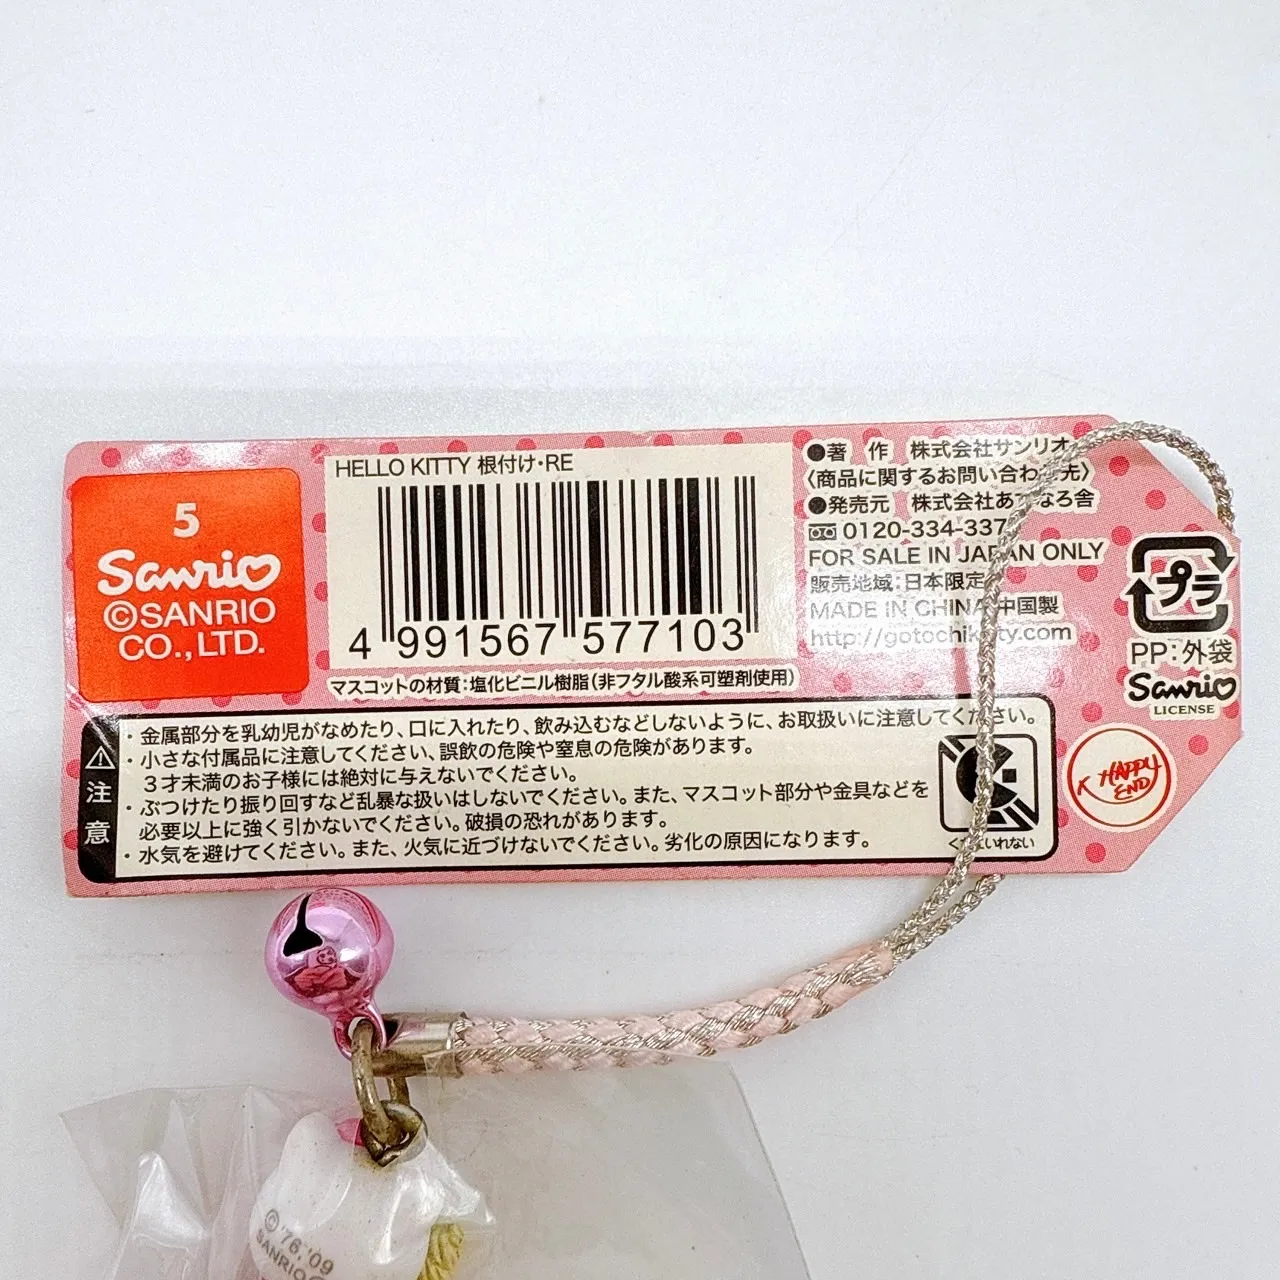 5
Sanrio
©SANRIO
CO.,LTD.
HELLO KITTY 根付け・RE
4 991567 577103
マスコットの材質：塩化ビニル樹脂（非フタル酸系可塑剤使用）
●著 作 株式会社サンリオ
〈商品に関するお問い合わせ先〉
●発売元 株式会社あすなろ舎
0120-334-337
FOR SALE IN JAPAN ONLY
販売地域：日本限定
MADE IN CHINA 中国製
http://gotochikitty.com
プラ
PP：外袋
Sanrio
LICENSE
HAPPY
END
⚠注意
・金属部分を乳幼児がなめたり、口に入れたり、飲み込むなどしないように、お取扱いに注意してください。
・小さな付属品に注意してください、誤飲の危険や窒息の危険があります。
３才未満のお子様には絶対に与えないでください。
・ぶつけたり振り回すなど乱暴な扱いはしないでください。また、マスコット部分や金具などを
必要以上に強く引かないでください。破損の恐れがあります。
・水気を避けてください。また、火気に近づけないでください。劣化の原因になります。
くちにいれない
©'76,'09
SANRIO